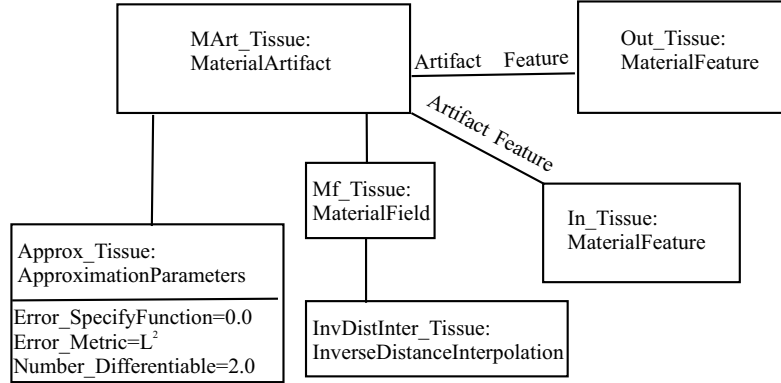 MArt_Tissue:
MaterialArtifact
Artifact Feature
Out_Tissue:
MaterialFeature
Artifact Feature
Mf_Tissue:
MaterialField
In_Tissue:
MaterialFeature
Approx_Tissue:
ApproximationParameters
Error_SpecifyFunction=0.0
Error_Metric=L²
Number_Differentiable=2.0
InvDistInter_Tissue:
InverseDistanceInterpolation